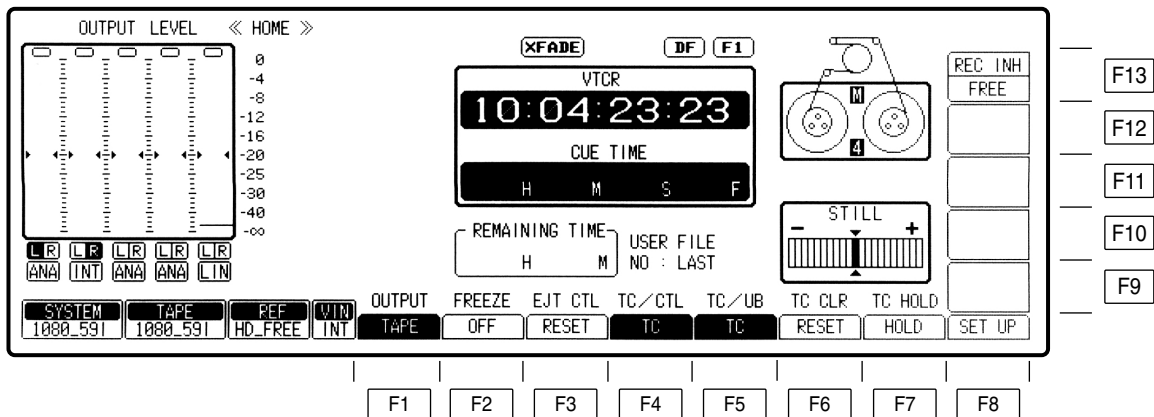 OUTPUT LEVEL ≪ HOME ≫
0
-4
-8
-12
-16
-20
-25
-30
-40
-∞
L R L R L R L R L R
ANA INT ANA ANA LIN
SYSTEM TAPE REF VIN
1080_59I 1080_59I HD_FREE INT
XFADE DF F1
VTCR
10:04:23:23
CUE TIME
H M S F
REMAINING TIME
H M
USER FILE
NO : LAST
M
4
STILL
- +
REC INH
FREE
OUTPUT FREEZE EJT CTL TC/CTL TC/UB TC CLR TC HOLD
TAPE OFF RESET TC TC RESET HOLD SET UP
F13
F12
F11
F10
F9
F1 F2 F3 F4 F5 F6 F7 F8